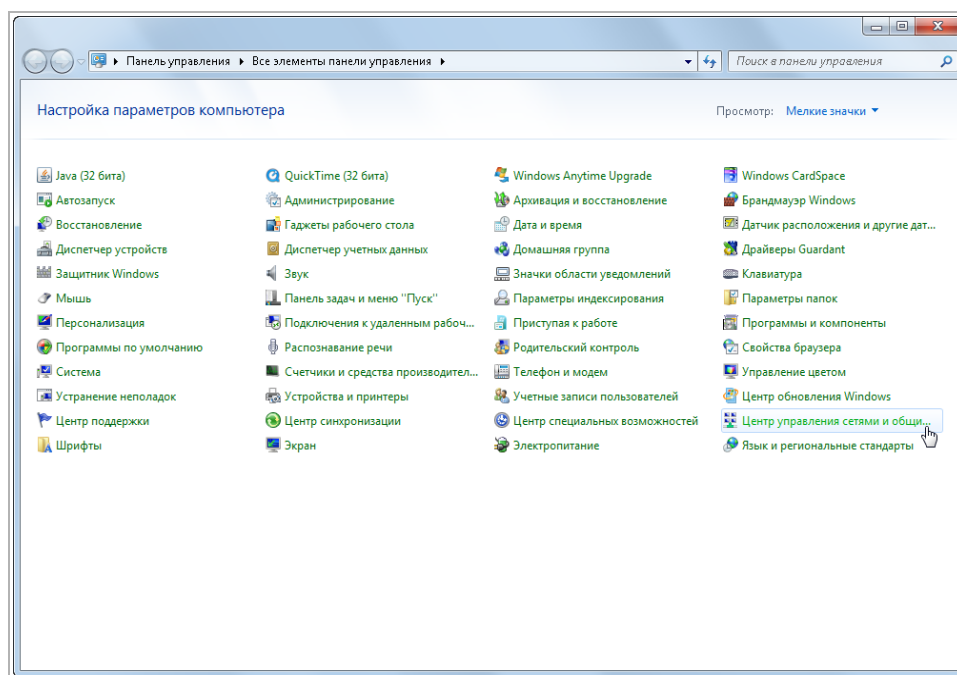 Панель управления ▸ Все элементы панели управления ▸
Поиск в панели управления
Настройка параметров компьютера
Просмотр: Мелкие значки
Java (32 бита) QuickTime (32 бита) Windows Anytime Upgrade Windows CardSpace
Автозапуск Администрирование Архивация и восстановление Брандмауэр Windows
Восстановление Гаджеты рабочего стола Дата и время Датчик расположения и другие дат...
Диспетчер устройств Диспетчер учетных данных Домашняя группа Драйверы Guardant
Защитник Windows Звук Значки области уведомлений Клавиатура
Мышь Панель задач и меню "Пуск" Параметры индексирования Параметры папок
Персонализация Подключения к удаленным рабоч... Приступая к работе Программы и компоненты
Программы по умолчанию Распознавание речи Родительский контроль Свойства браузера
Система Счетчики и средства производител... Телефон и модем Управление цветом
Устранение неполадок Устройства и принтеры Учетные записи пользователей Центр обновления Windows
Центр поддержки Центр синхронизации Центр специальных возможностей Центр управления сетями и общи...
Шрифты Экран Электропитание Язык и региональные стандарты